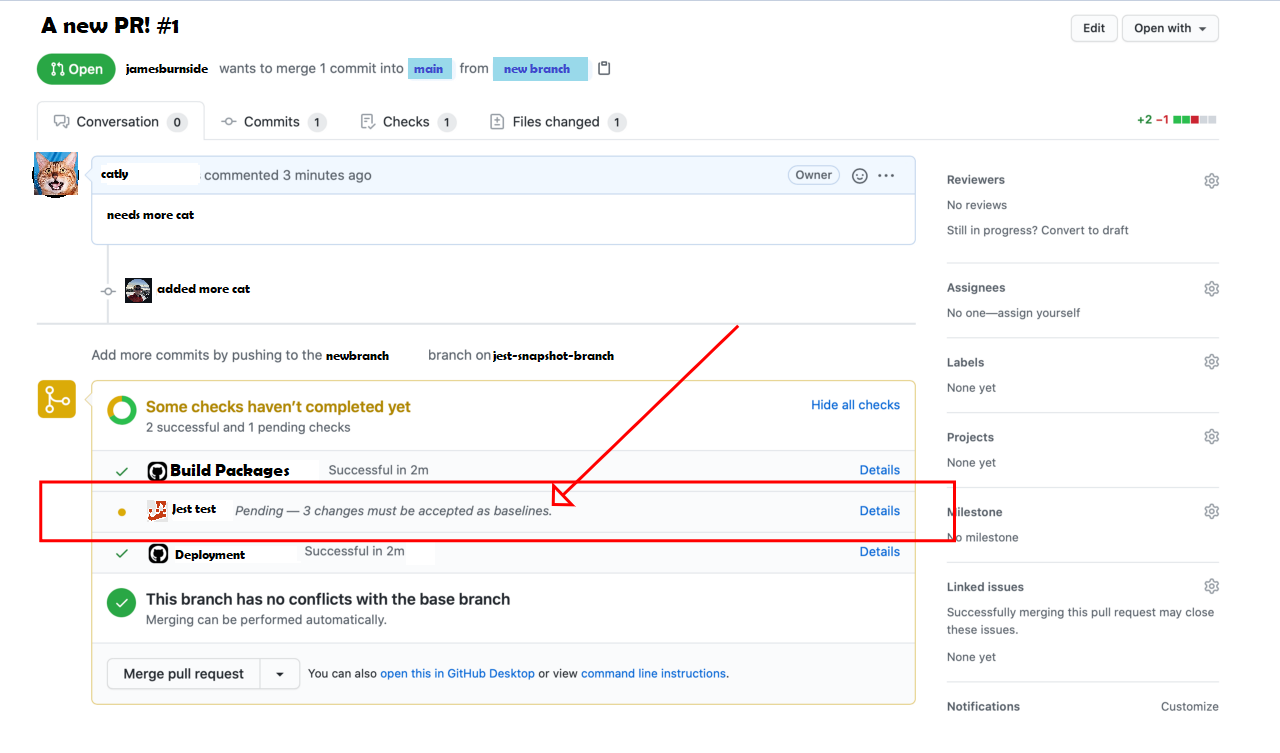 A new PR! #1
Edit
Open with
Open
jamesburnside wants to merge 1 commit into main from new branch
Conversation 0
Commits 1
Checks 1
Files changed 1
+2 −1
catly commented 3 minutes ago
Owner
needs more cat
added more cat
Add more commits by pushing to the newbranch branch on jest-snapshot-branch
Some checks haven't completed yet
Hide all checks
2 successful and 1 pending checks
Build Packages Successful in 2m Details
Jest test Pending — 3 changes must be accepted as baselines. Details
Deployment Successful in 2m Details
This branch has no conflicts with the base branch
Merging can be performed automatically.
Merge pull request
You can also open this in GitHub Desktop or view command line instructions.
Reviewers
No reviews
Still in progress? Convert to draft
Assignees
No one—assign yourself
Labels
None yet
Projects
None yet
Milestone
No milestone
Linked issues
Successfully merging this pull request may close
these issues.
None yet
Notifications
Customize